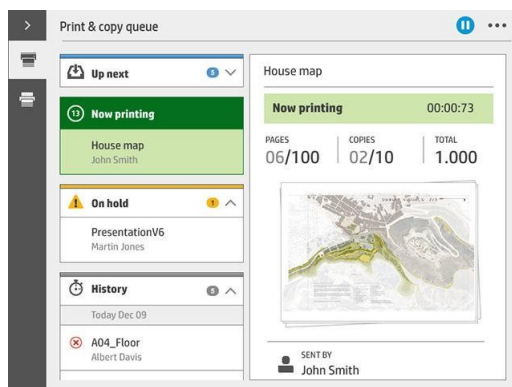 Print & copy queue
Up next
5
13
Now printing
House map
John Smith
On hold
1
PresentationV6
Martin Jones
History
5
Today Dec 09
A04_Floor
Albert Davis
House map
Now printing 00:00:73
PAGES COPIES TOTAL
06/100 02/10 1.000
SENT BY
John Smith